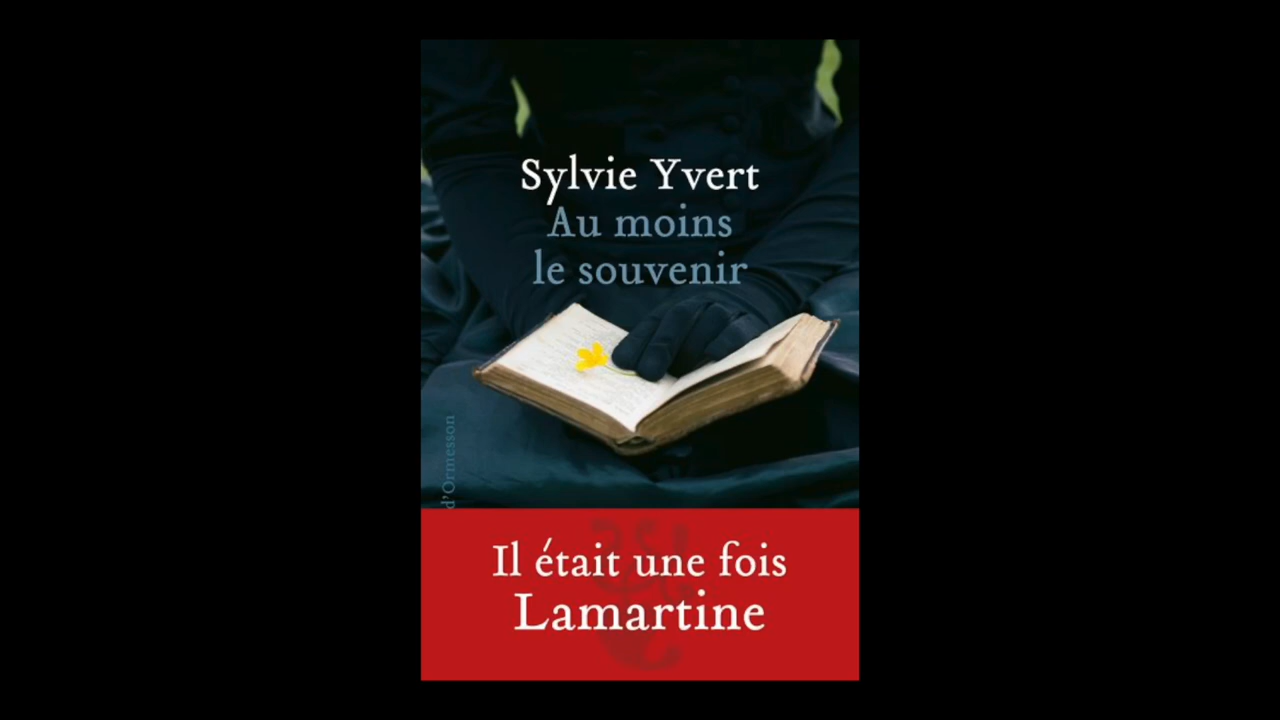 Sylvie Yvert
Au moins
le souvenir
d'Ormesson
Il était une fois
Lamartine